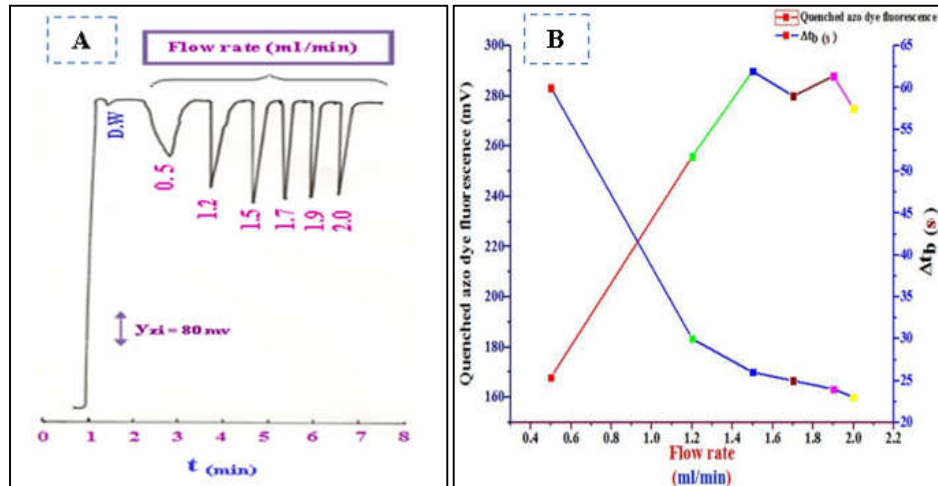 A
Flow rate (ml/min)
D.W
0.5
1.2
1.5
1.7
1.9
2.0
yzi = 80 mv
0 1 2 3 4 5 6 7 8
t (min)
B
Quenched azo dye fluorescence
Δtb (s)
Quenched azo dye fluorescence (mV)
300
280
260
240
220
200
180
160
65
60
55
50
45
40
35
30
25
20
Δtb (s)
0.4 0.6 0.8 1.0 1.2 1.4 1.6 1.8 2.0 2.2
Flow rate
(ml/min)